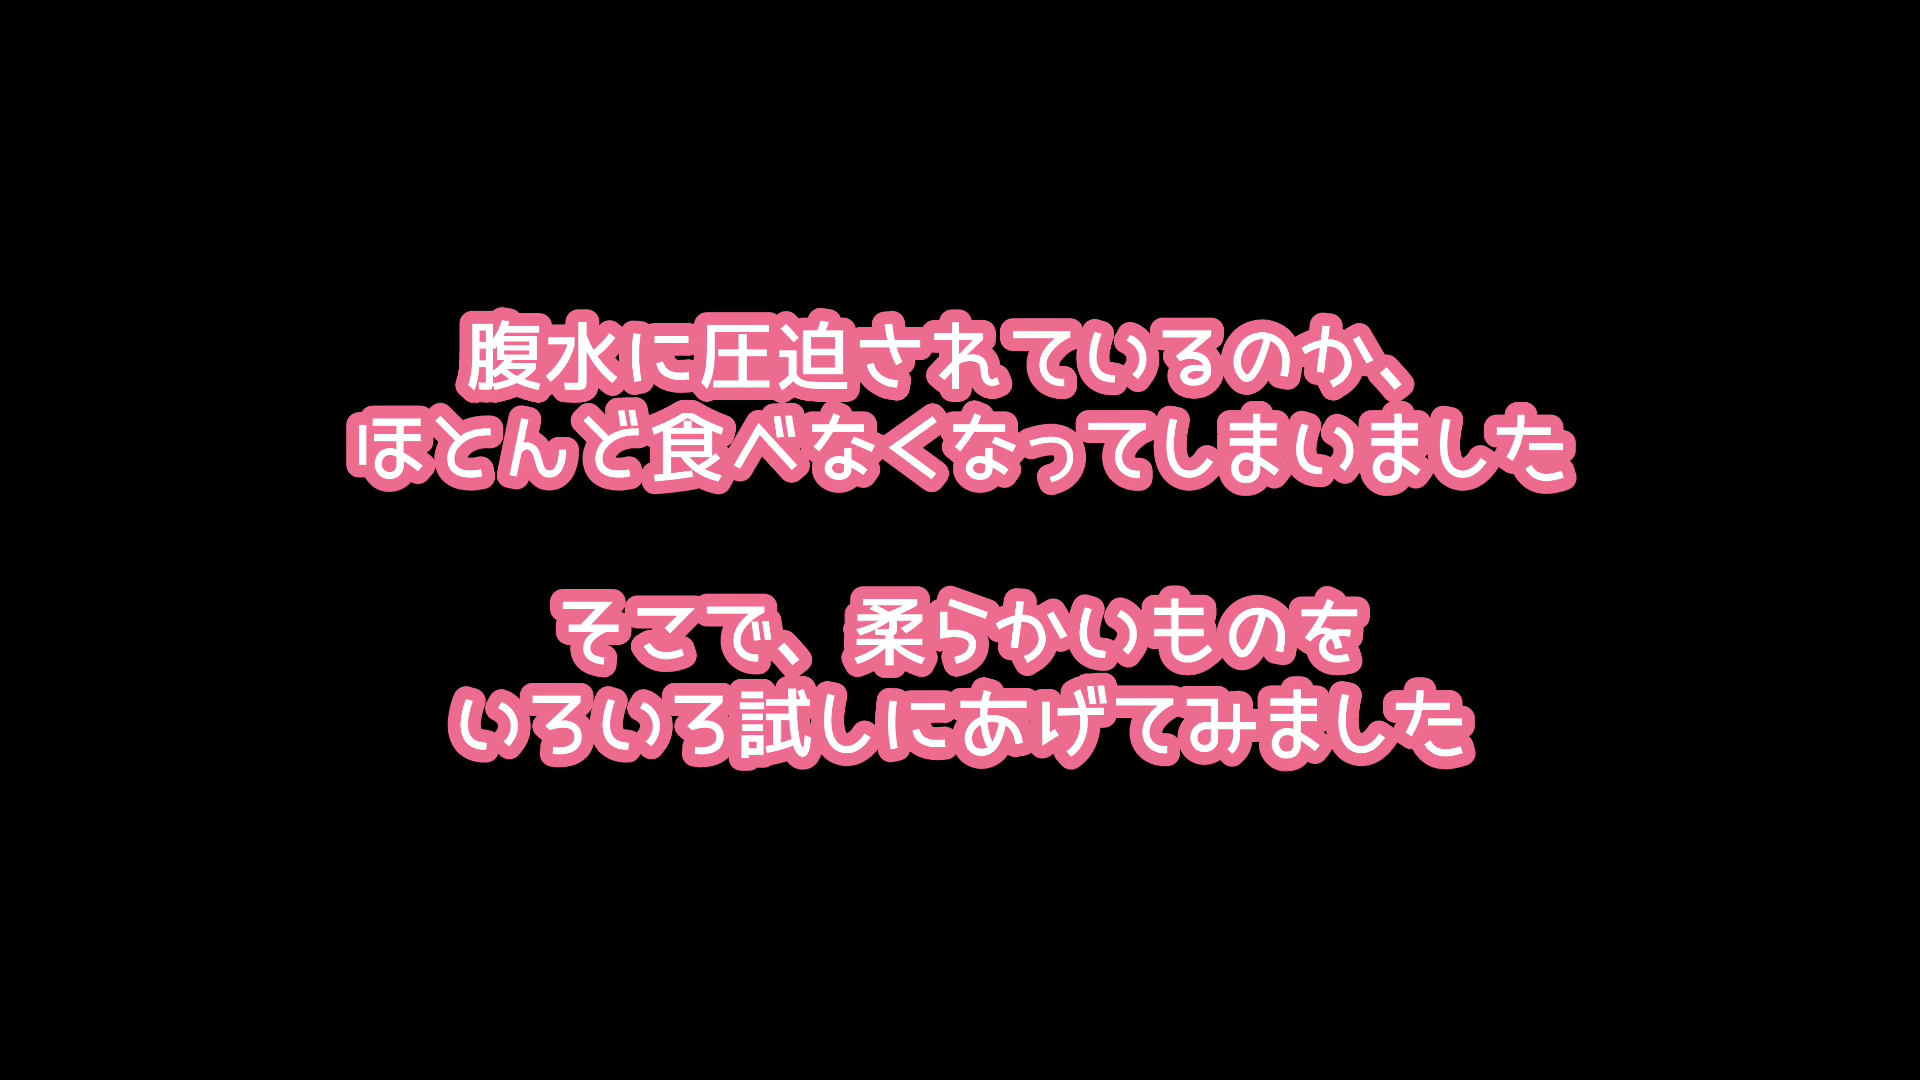 腹水に圧迫されているのか、
ほとんど食べなくなってしまいました
そこで、柔らかいものを
いろいろ試しにあげてみました